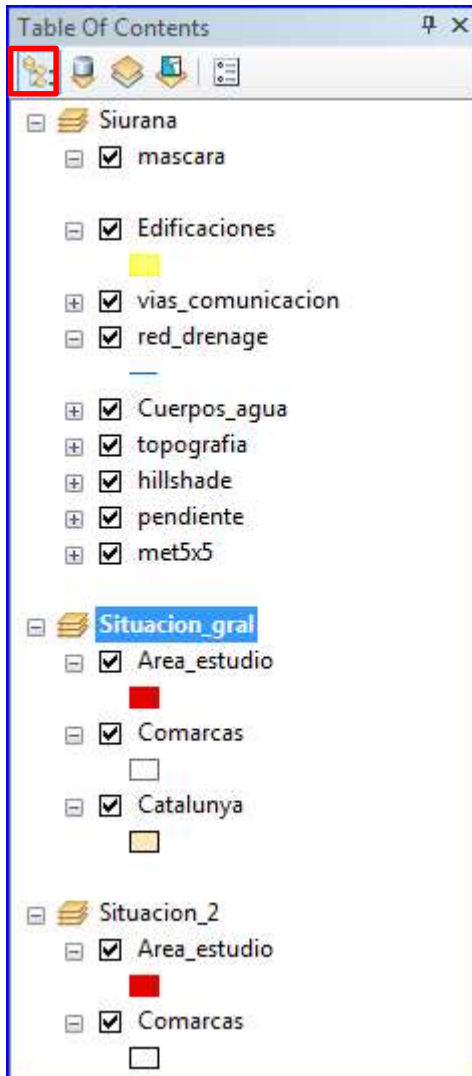 Table Of Contents
Siurana
mascara
Edificaciones
vias_comunicacion
red_drenage
Cuerpos_agua
topografia
hillshade
pendiente
met5x5
Situacion_gral
Area_estudio
Comarcas
Catalunya
Situacion_2
Area_estudio
Comarcas